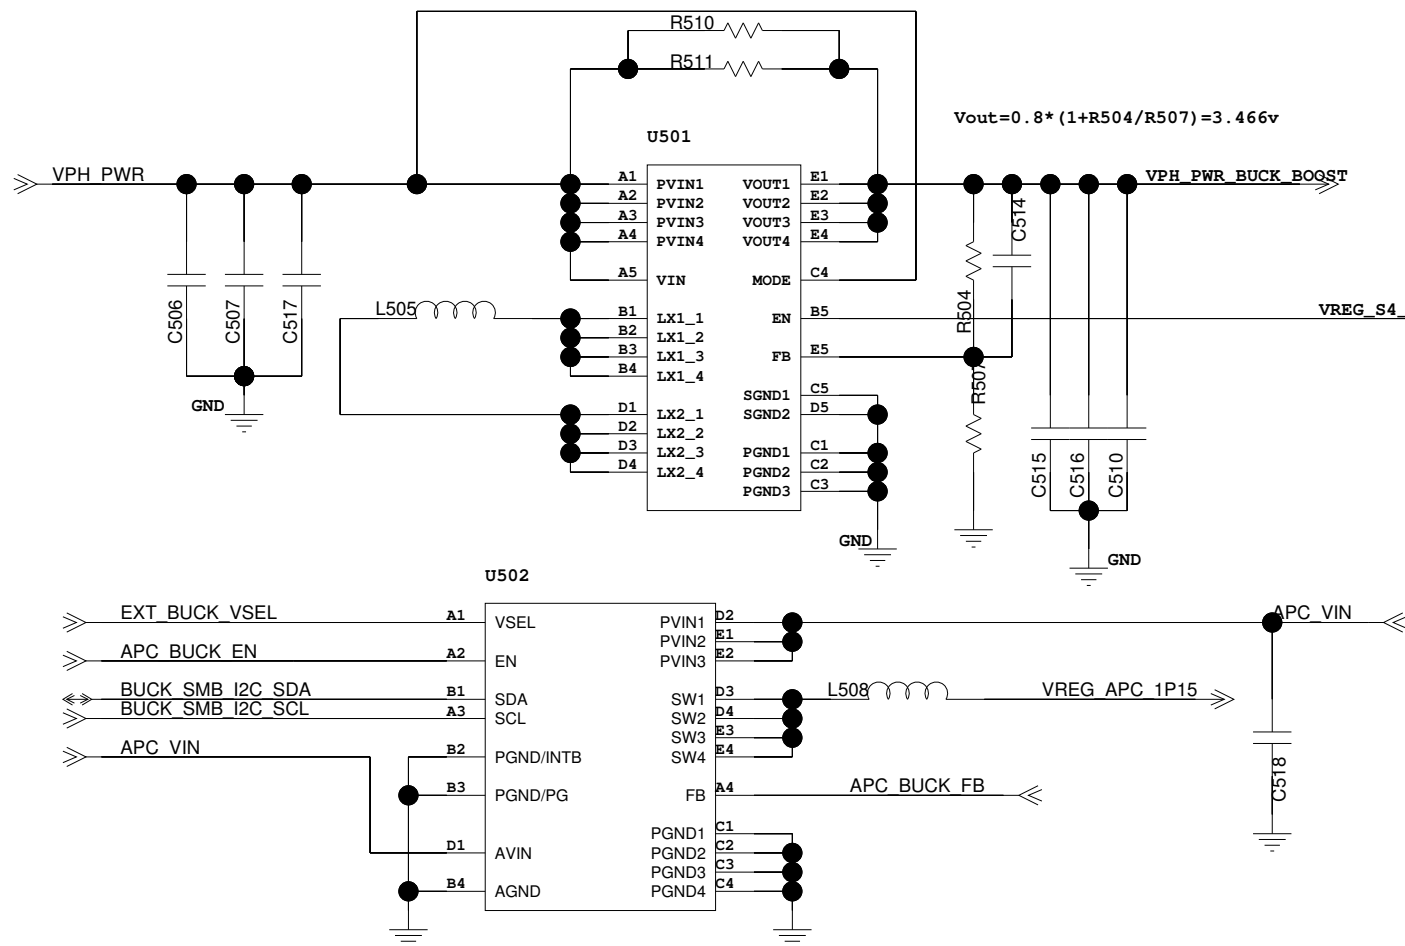 R510
R511
Vout=0.8*(1+R504/R507)=3.466v
U501
VPH_PWR
A1 PVIN1 VOUT1 E1
VPH_PWR_BUCK_BOOST
A2 PVIN2 VOUT2 E2
A3 PVIN3 VOUT3 E3
A4 PVIN4 VOUT4 E4
C514
A5 VIN MODE C4
C506
C507
C517
L505
R504
B1 LX1_1 EN B5
VREG_S4_
B2 LX1_2
B3 LX1_3 FB E5
B4 LX1_4
R507
GND
SGND1 C5
D1 LX2_1 SGND2 D5
D2 LX2_2
D3 LX2_3 PGND1 C1
D4 LX2_4 PGND2 C2
PGND3 C3
C515
C516
C510
GND
GND
U502
EXT_BUCK_VSEL A1 VSEL PVIN1 D2 APC_VIN
PVIN2 E1
APC_BUCK_EN A2 EN PVIN3 E2
BUCK_SMB_I2C_SDA B1 SDA SW1 D3 L508 VREG_APC_1P15
BUCK_SMB_I2C_SCL A3 SCL SW2 D4
SW3 E3
APC_VIN B2 PGND/INTB SW4 E4
C518
B3 PGND/PG FB A4 APC_BUCK_FB
PGND1 C1
D1 AVIN PGND2 C2
PGND3 C3
B4 AGND PGND4 C4